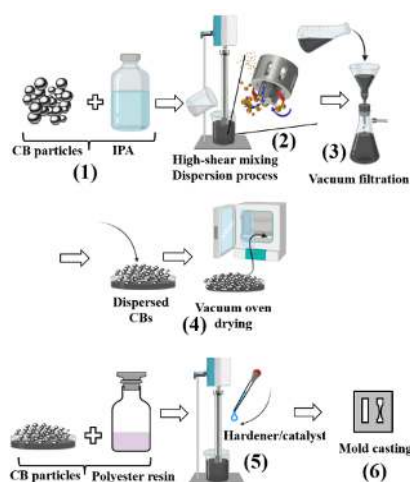 CB particles
IPA
(1)
High-shear mixing
Dispersion process
(2)
(3)
Vacuum filtration
Dispersed
CBs
(4)
Vacuum oven
drying
CB particles
Polyester resin
(5)
Hardener/catalyst
Mold casting
(6)